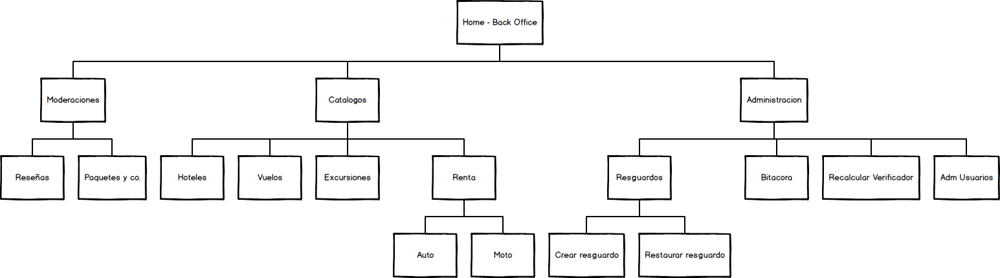 Home - Back Office
Moderaciones
Catalogos
Administracion
Reseñas
Paquetes y co.
Hoteles
Vuelos
Excursiones
Renta
Resguardos
Bitacora
Recalcular Verificador
Adm Usuarios
Auto
Moto
Crear resguardo
Restaurar resguardo